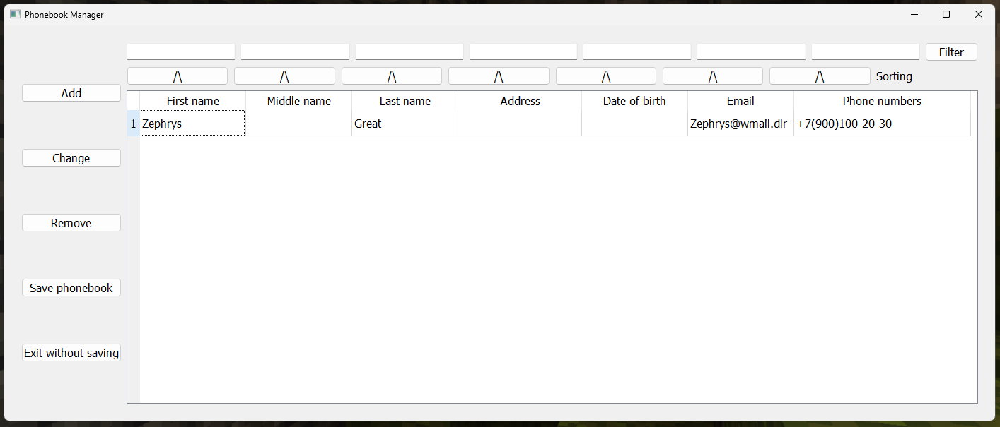 Phonebook Manager
Filter
/\ /\ /\ /\ /\ /\ /\ Sorting
Add
First name Middle name Last name Address Date of birth Email Phone numbers
1 Zephrys Great Zephrys@wmail.dlr +7(900)100-20-30
Change
Remove
Save phonebook
Exit without saving